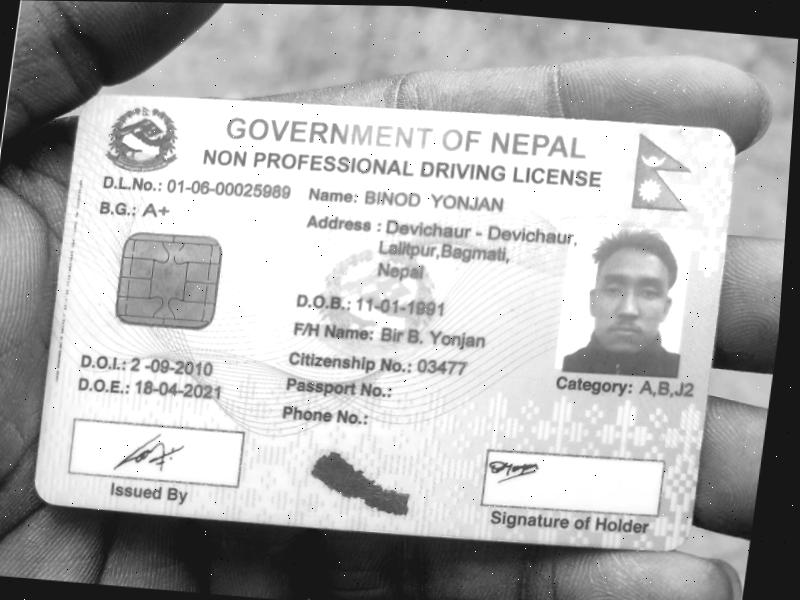 GOVERNMENT OF NEPAL
NON PROFESSIONAL DRIVING LICENSE
D.L.No.: 01-06-00025989
B.G.: A+
Name: BINOD YONJAN
Address : Devichaur - Devichaur,
Lalitpur,Bagmati,
Nepal
D.O.B.: 11-01-1991
F/H Name: Bir B. Yonjan
Citizenship No.: 03477
Passport No.:
Phone No.:
D.O.I.: 2 -09-2010
D.O.E.: 18-04-2021
Category: A,B,J2
Issued By
Signature of Holder